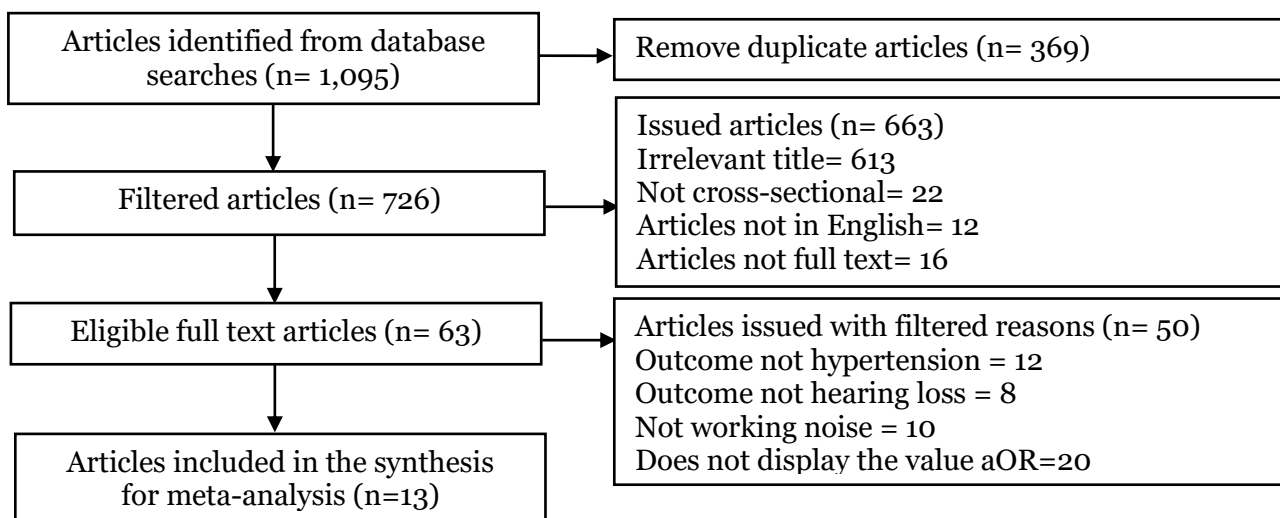 Articles identified from database
searches (n= 1,095)
Remove duplicate articles (n= 369)
Issued articles (n= 663)
Irrelevant title= 613
Not cross-sectional= 22
Articles not in English= 12
Articles not full text= 16
Filtered articles (n= 726)
Eligible full text articles (n= 63)
Articles issued with filtered reasons (n= 50)
Outcome not hypertension = 12
Outcome not hearing loss = 8
Not working noise = 10
Does not display the value aOR=20
Articles included in the synthesis
for meta-analysis (n=13)